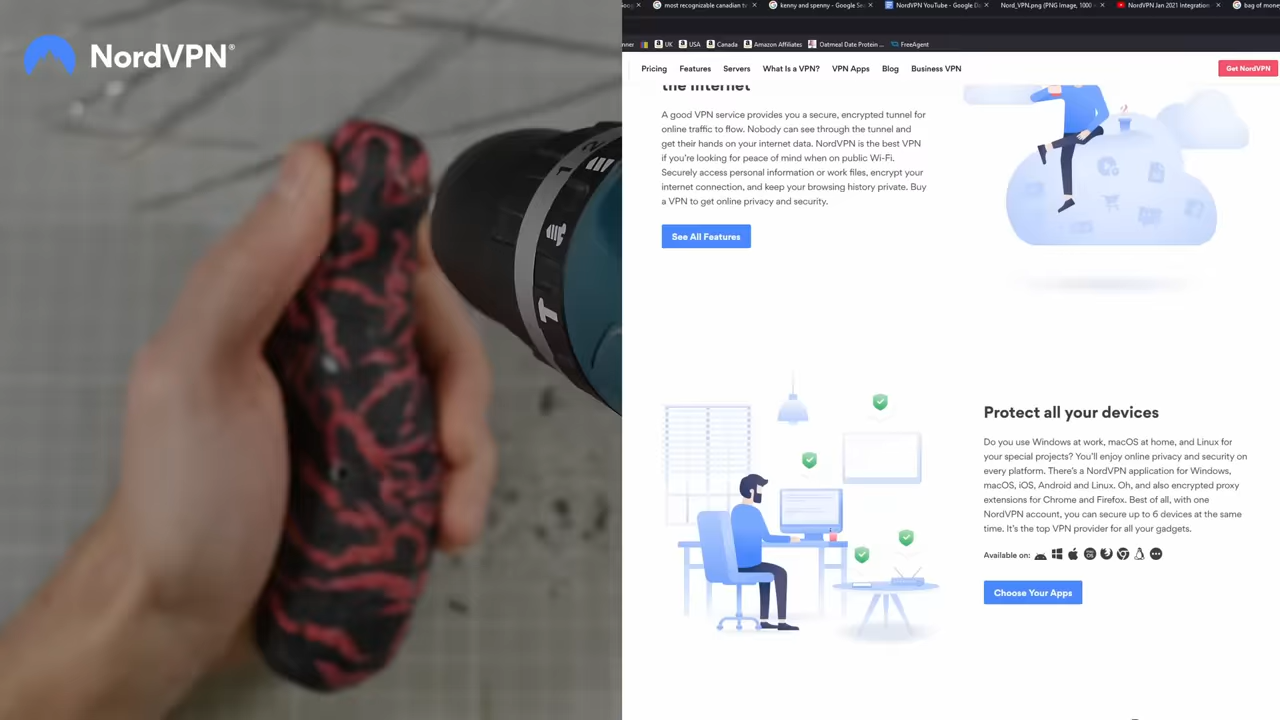 NordVPN®
1
2
4
T
most recognizable canadian t
kenny and spenny - Google Se
NordVPN YouTube - Google D
Nord_VPN.png (PNG Image, 1000
NordVPN Jan 2021 Integration
bag of money
UK
USA
Canada
Amazon Affiliates
Oatmeal Date Protein ...
FreeAgent
Pricing
Features
Servers
What Is a VPN?
VPN Apps
Blog
Business VPN
Get NordVPN
the Internet
A good VPN service provides you a secure, encrypted tunnel for
online traffic to flow. Nobody can see through the tunnel and
get their hands on your internet data. NordVPN is the best VPN
if you're looking for peace of mind when on public Wi-Fi.
Securely access personal information or work files, encrypt your
internet connection, and keep your browsing history private. Buy
a VPN to get online privacy and security.
See All Features
Protect all your devices
Do you use Windows at work, macOS at home, and Linux for
your special projects? You'll enjoy online privacy and security on
every platform. There's a NordVPN application for Windows,
macOS, iOS, Android and Linux. Oh, and also encrypted proxy
extensions for Chrome and Firefox. Best of all, with one
NordVPN account, you can secure up to 6 devices at the same
time. It's the top VPN provider for all your gadgets.
Available on:
Choose Your Apps